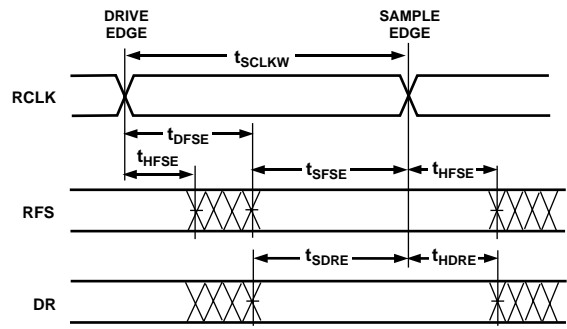 DRIVE EDGE
SAMPLE EDGE
tSCLKW
RCLK
tDFSE
tHFSE
tSFSE
tHFSE
RFS
tSDRE
tHDRE
DR